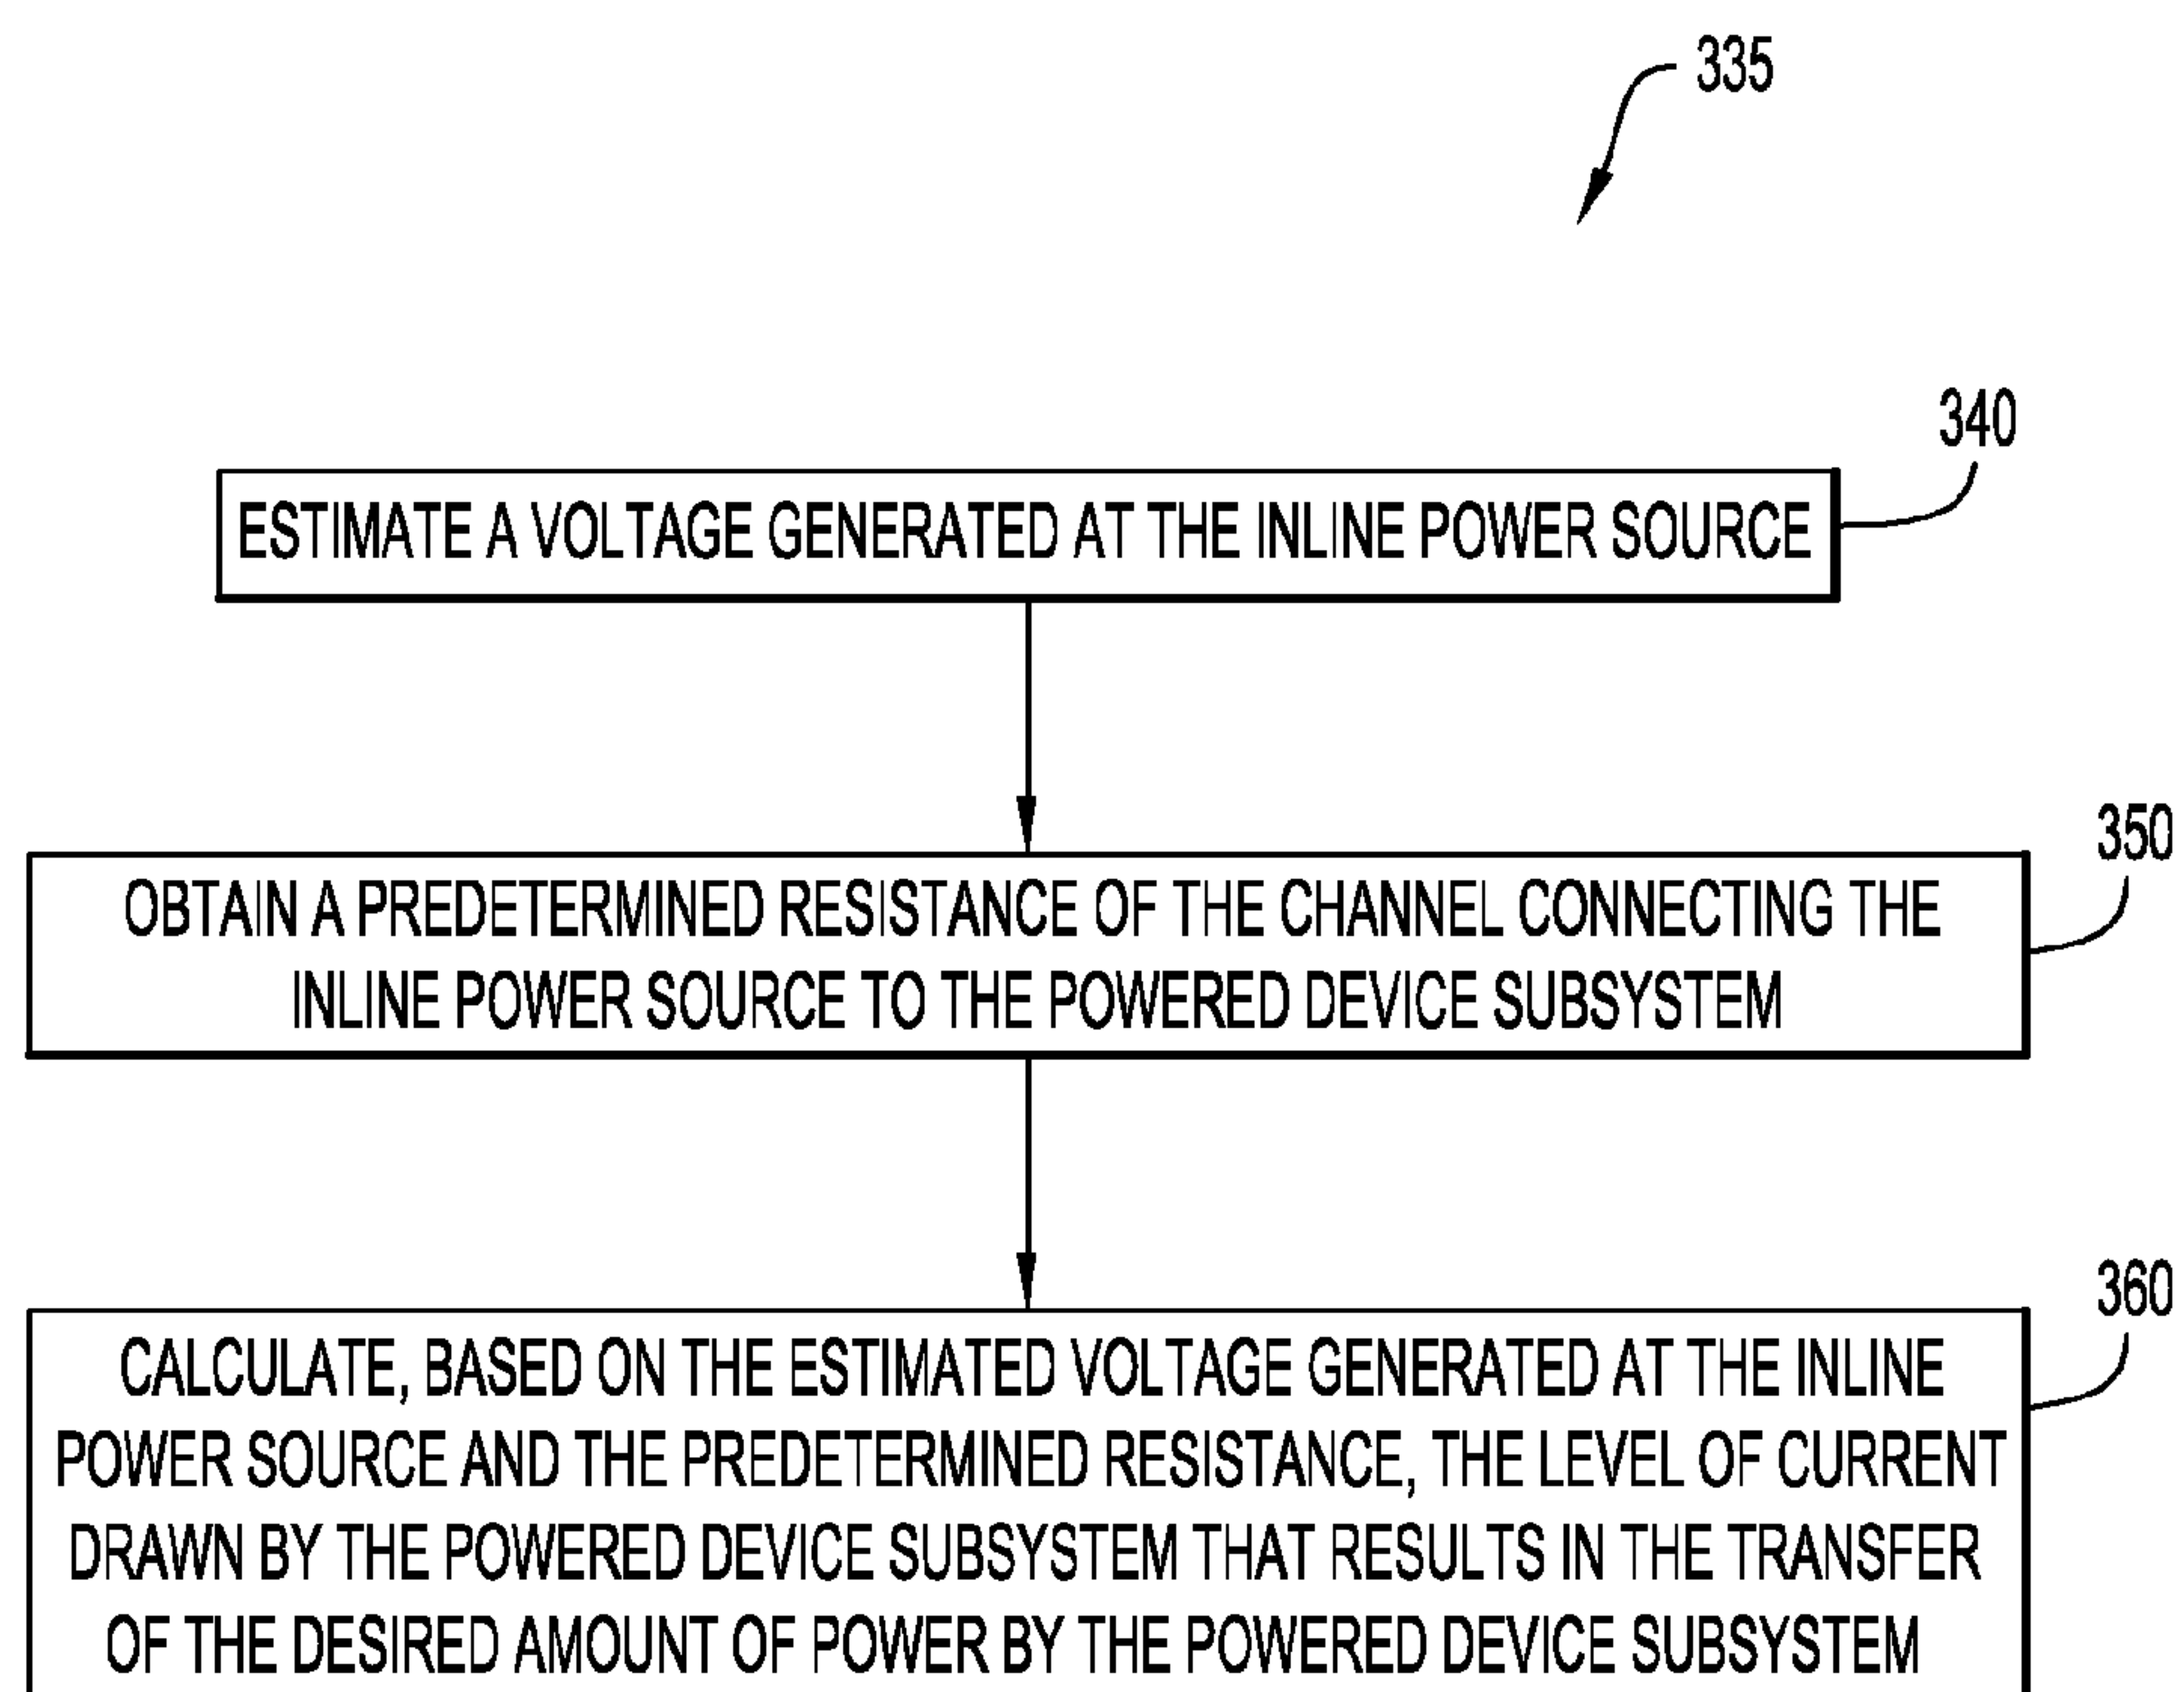 335
340
ESTIMATE A VOLTAGE GENERATED AT THE INLINE POWER SOURCE
350
OBTAIN A PREDETERMINED RESISTANCE OF THE CHANNEL CONNECTING THE
INLINE POWER SOURCE TO THE POWERED DEVICE SUBSYSTEM
360
CALCULATE, BASED ON THE ESTIMATED VOLTAGE GENERATED AT THE INLINE
POWER SOURCE AND THE PREDETERMINED RESISTANCE, THE LEVEL OF CURRENT
DRAWN BY THE POWERED DEVICE SUBSYSTEM THAT RESULTS IN THE TRANSFER
OF THE DESIRED AMOUNT OF POWER BY THE POWERED DEVICE SUBSYSTEM